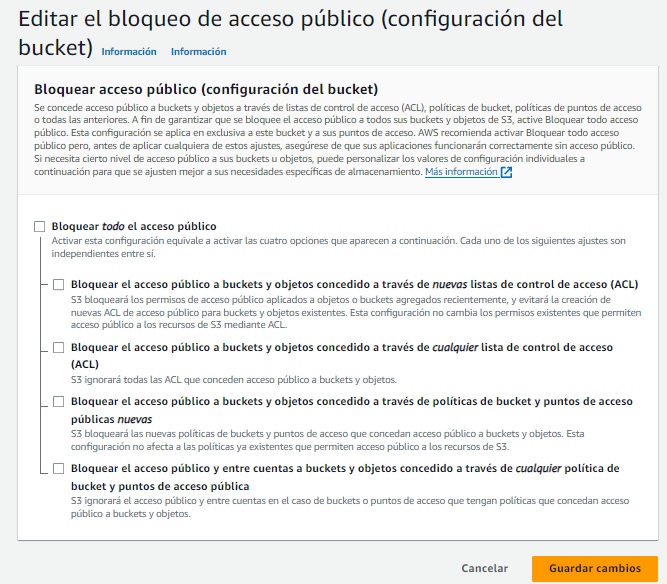 Editar el bloqueo de acceso público (configuración del
bucket) Información Información
Bloquear acceso público (configuración del bucket)
Se concede acceso público a buckets y objetos a través de listas de control de acceso (ACL), políticas de bucket, políticas de puntos de acceso
o todas las anteriores. A fin de garantizar que se bloquee el acceso público a todos sus buckets y objetos de S3, active Bloquear todo acceso
público. Esta configuración se aplica en exclusiva a este bucket y a sus puntos de acceso. AWS recomienda activar Bloquear todo acceso
público pero, antes de aplicar cualquiera de estos ajustes, asegúrese de que sus aplicaciones funcionarán correctamente sin acceso público.
Si necesita cierto nivel de acceso público a sus buckets u objetos, puede personalizar los valores de configuración individuales a
continuación para que se ajusten mejor a sus necesidades específicas de almacenamiento. Más información
Bloquear todo el acceso público
Activar esta configuración equivale a activar las cuatro opciones que aparecen a continuación. Cada uno de los siguientes ajustes son
independientes entre sí.
Bloquear el acceso público a buckets y objetos concedido a través de nuevas listas de control de acceso (ACL)
S3 bloqueará los permisos de acceso público aplicados a objetos o buckets agregados recientemente, y evitará la creación de
nuevas ACL de acceso público para buckets y objetos existentes. Esta configuración no cambia los permisos existentes que permiten
acceso público a los recursos de S3 mediante ACL.
Bloquear el acceso público a buckets y objetos concedido a través de cualquier lista de control de acceso
(ACL)
S3 ignorará todas las ACL que conceden acceso público a buckets y objetos.
Bloquear el acceso público a buckets y objetos concedido a través de políticas de bucket y puntos de acceso
públicas nuevas
S3 bloqueará las nuevas políticas de buckets y puntos de acceso que concedan acceso público a buckets y objetos. Esta
configuración no afecta a las políticas ya existentes que permiten acceso público a los recursos de S3.
Bloquear el acceso público y entre cuentas a buckets y objetos concedido a través de cualquier política de
bucket y puntos de acceso pública
S3 ignorará el acceso público y entre cuentas en el caso de buckets o puntos de acceso que tengan políticas que concedan acceso
público a buckets y objetos.
Cancelar Guardar cambios